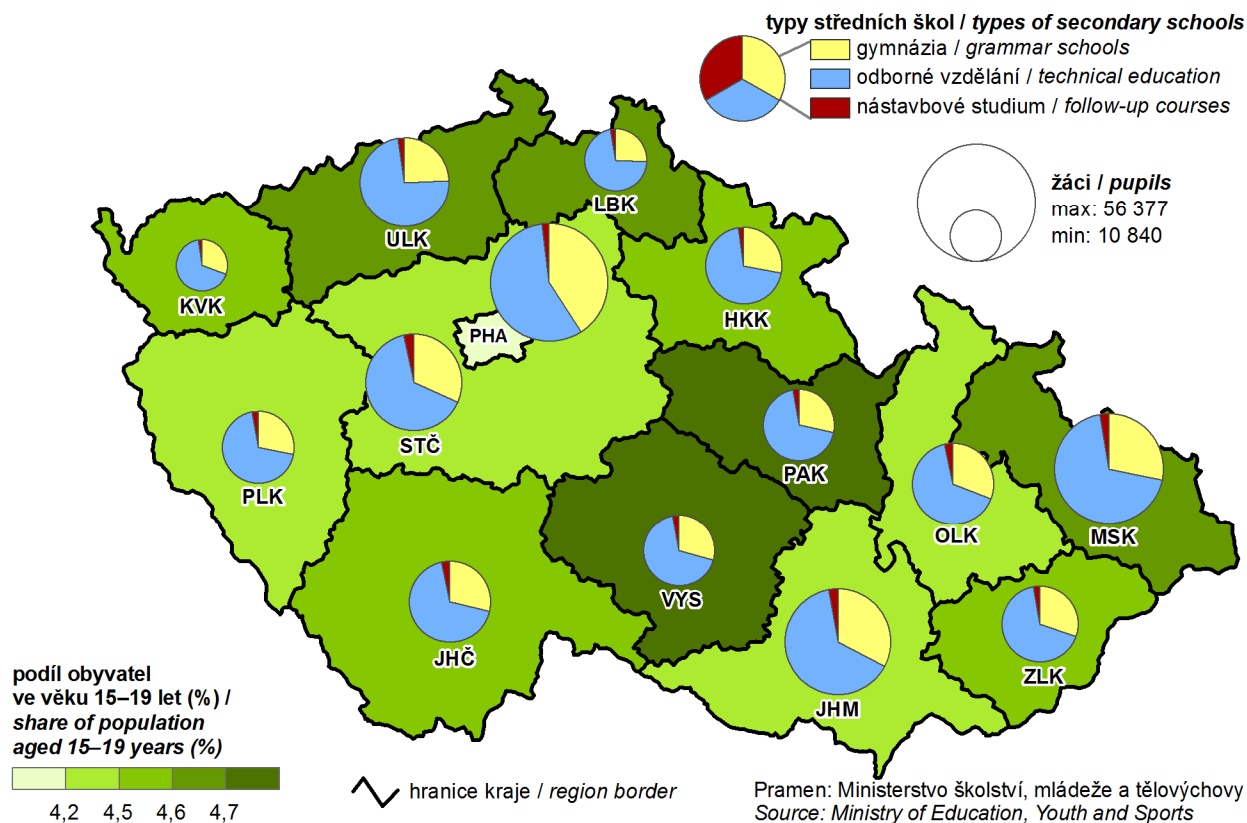 typy středních škol / types of secondary schools
gymnázia / grammar schools
odborné vzdělání / technical education
nástavbové studium / follow-up courses
žáci / pupils
max: 56 377
min: 10 840
ULK
LBK
KVK
HKK
PHA
STČ
PLK
PAK
OLK
MSK
VYS
JHČ
ZLK
JHM
podíl obyvatel
ve věku 15–19 let (%) /
share of population
aged 15–19 years (%)
4,2 4,5 4,6 4,7
hranice kraje / region border
Pramen: Ministerstvo školství, mládeže a tělovýchovy
Source: Ministry of Education, Youth and Sports